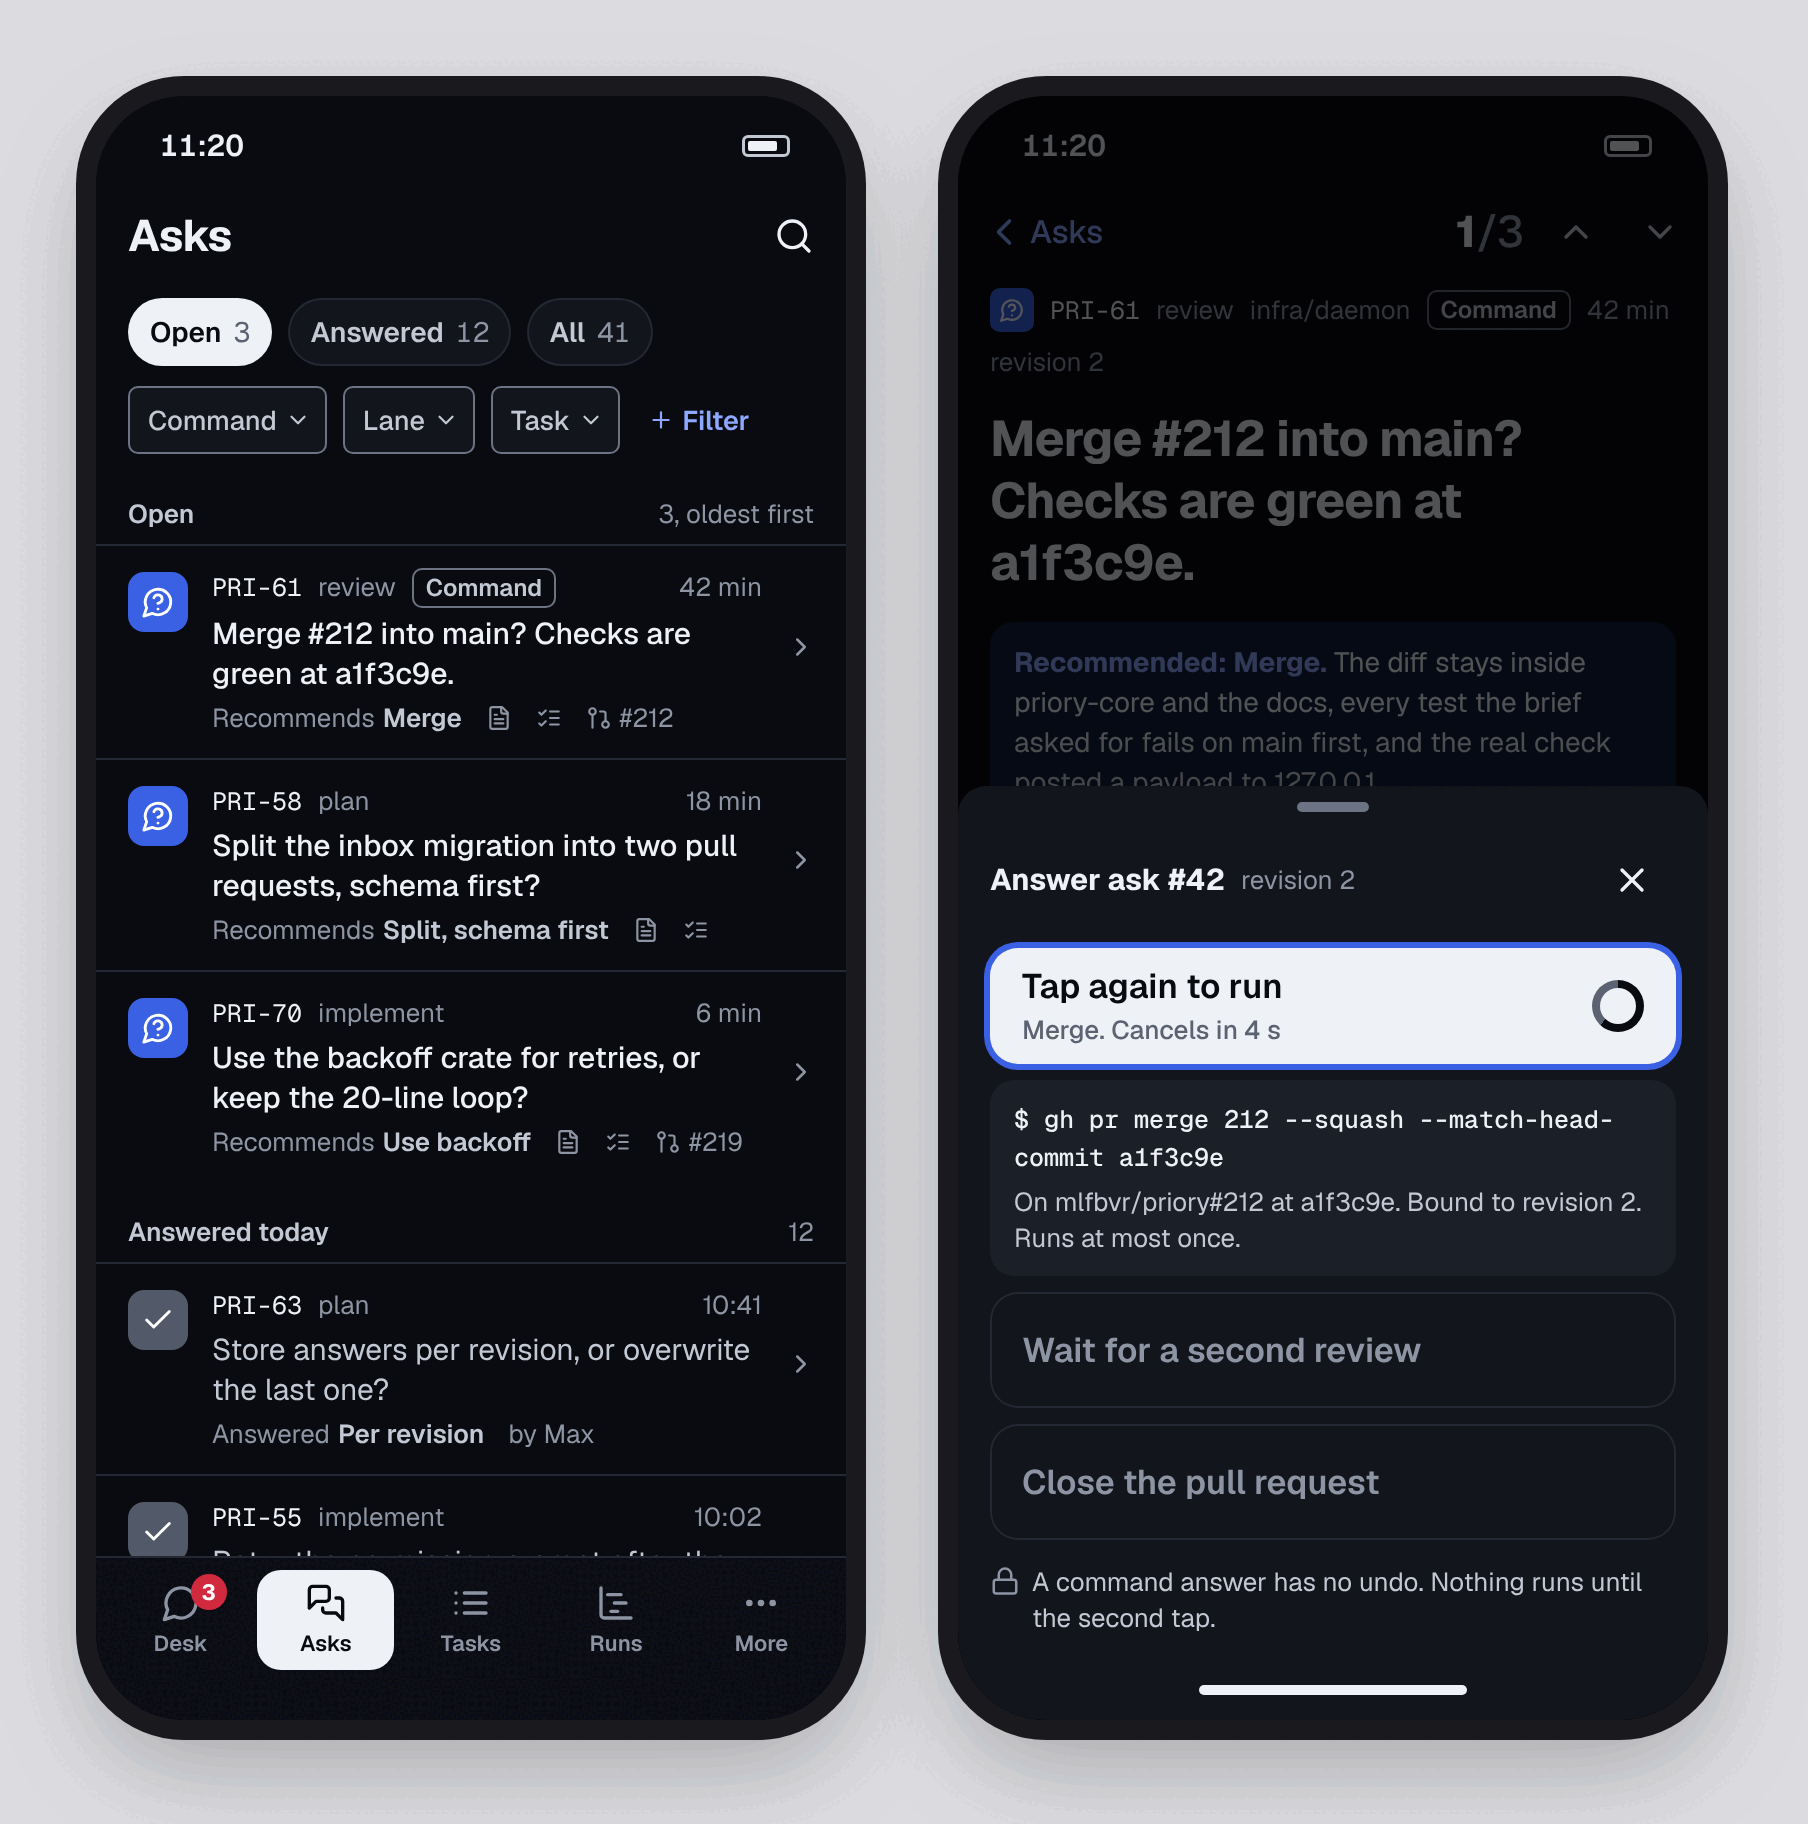 11:20
Asks
Open 3
Answered 12
All 41
Command
Lane
Task
+ Filter
Open
3, oldest first
PRI-61 review Command 42 min
Merge #212 into main? Checks are
green at a1f3c9e.
Recommends Merge #212
PRI-58 plan 18 min
Split the inbox migration into two pull
requests, schema first?
Recommends Split, schema first
PRI-70 implement 6 min
Use the backoff crate for retries, or
keep the 20-line loop?
Recommends Use backoff #219
Answered today
12
PRI-63 plan 10:41
Store answers per revision, or overwrite
the last one?
Answered Per revision by Max
PRI-55 implement 10:02
3
Desk
Asks
Tasks
Runs
More
11:20
Asks
1/3
PRI-61 review infra/daemon Command 42 min
revision 2
Merge #212 into main?
Checks are green at
a1f3c9e.
Recommended: Merge. The diff stays inside
priory-core and the docs, every test the brief
asked for fails on main first, and the real check
posted a payload to 127.0.0.1
Answer ask #42 revision 2
Tap again to run
Merge. Cancels in 4 s
$ gh pr merge 212 --squash --match-head-
commit a1f3c9e
On mlfbvr/priory#212 at a1f3c9e. Bound to revision 2.
Runs at most once.
Wait for a second review
Close the pull request
A command answer has no undo. Nothing runs until
the second tap.